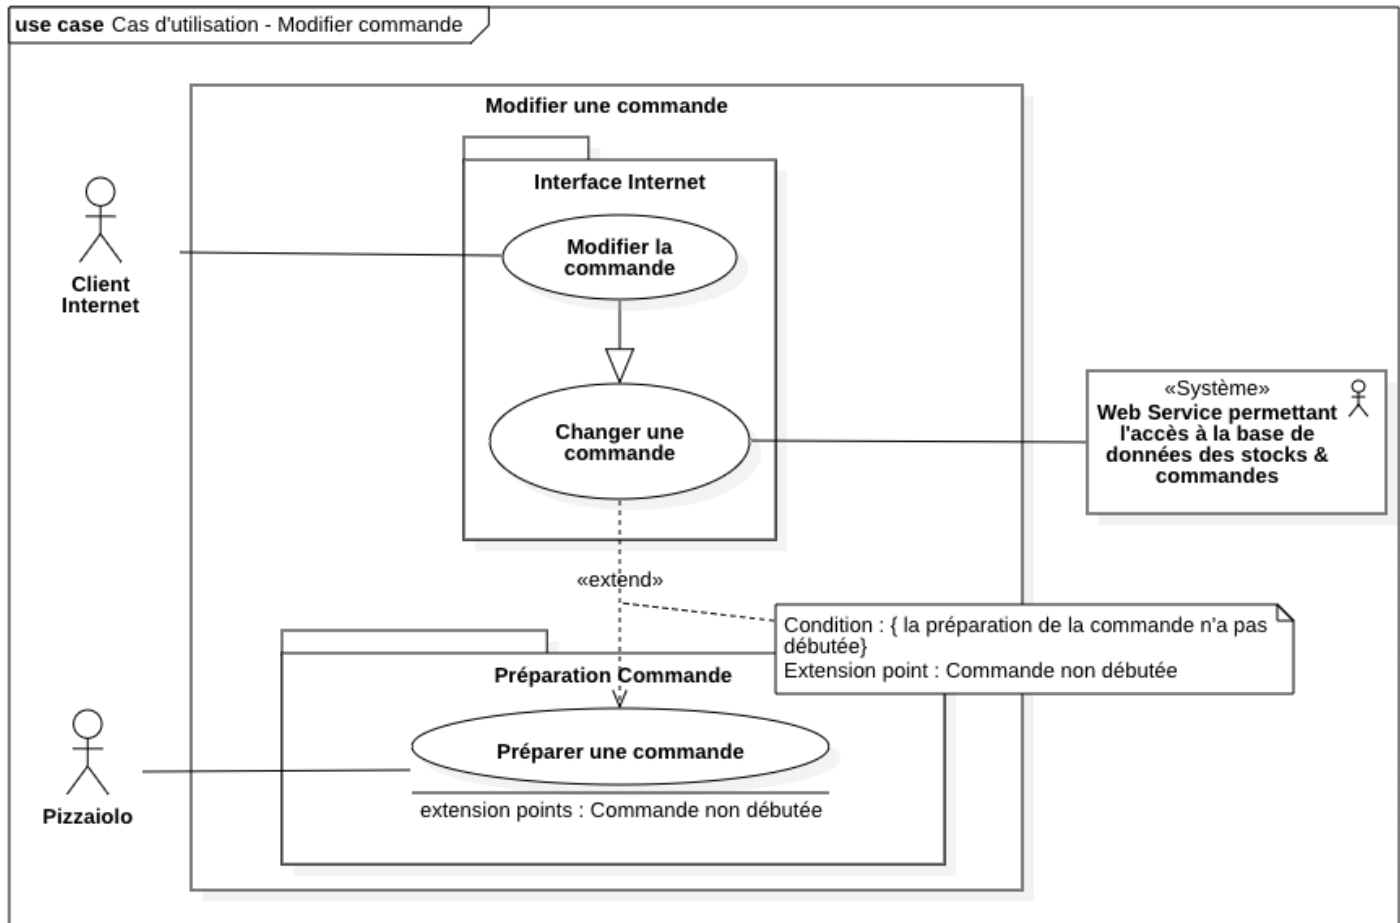 use case Cas d'utilisation - Modifier commande
Modifier une commande
Interface Internet
Modifier la
commande
Client
Internet
Changer une
commande
«Système»
Web Service permettant
l'accès à la base de
données des stocks &
commandes
«extend»
Condition : { la préparation de la commande n'a pas
débutée}
Extension point : Commande non débutée
Préparation Commande
Préparer une commande
extension points : Commande non débutée
Pizzaiolo